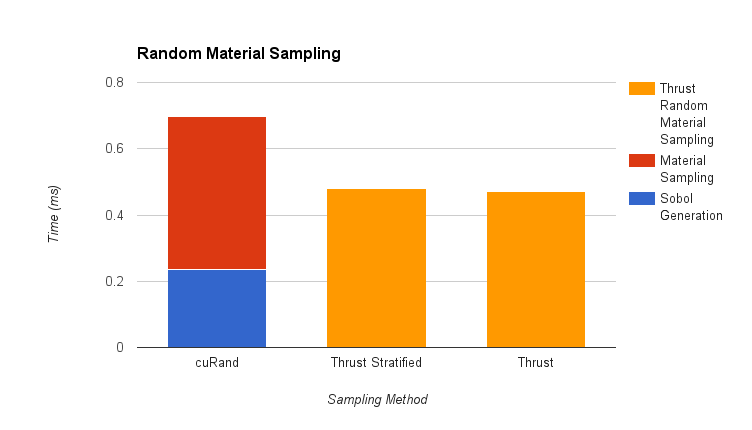 Random Material Sampling
0.8
0.6
0.4
0.2
0
Time (ms)
cuRand
Thrust Stratified
Thrust
Sampling Method
Thrust
Random
Material
Sampling
Material
Sampling
Sobol
Generation